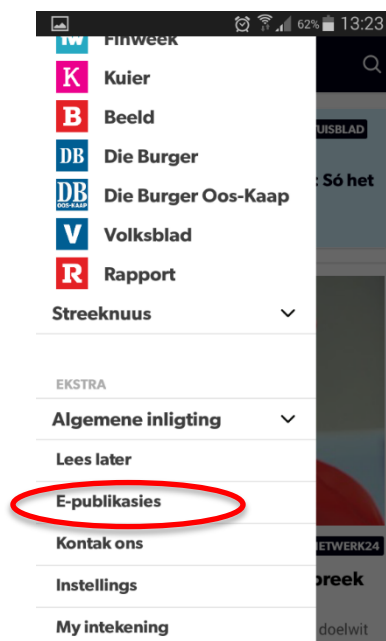 62% 13:23
Finweek
K Kuier
B Beeld
DB Die Burger
DB OOS-KAAP Die Burger Oos-Kaap
V Volksblad
R Rapport
Streeknuus
EKSTRA
Algemene inligting
Lees later
E-publikasies
Kontak ons
Instellings
My intekening
UISBLAD
: Só het
ETWERK24
preek
doelwit